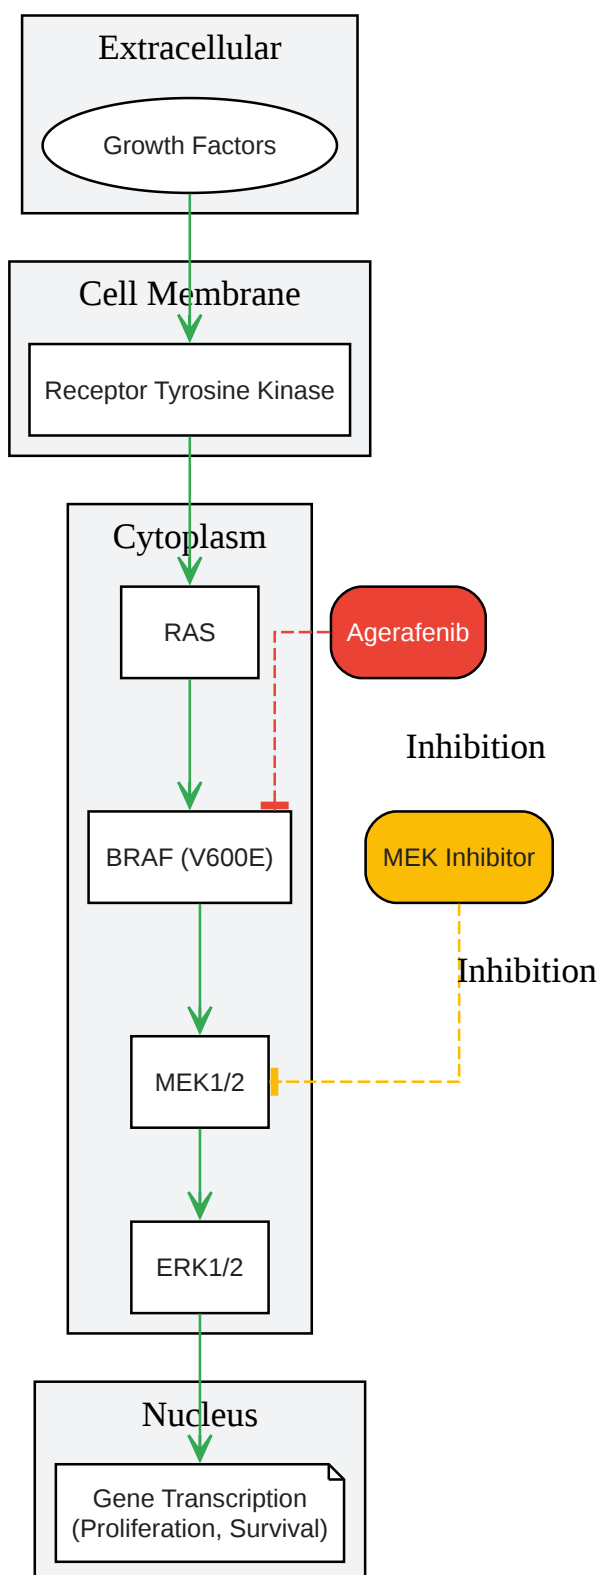 Extracellular
Growth Factors
Cell Membrane
Receptor Tyrosine Kinase
Cytoplasm
RAS
Agerafenib
Inhibition
BRAF (V600E)
MEK Inhibitor
Inhibition
MEK1/2
ERK1/2
Nucleus
Gene Transcription
(Proliferation, Survival)